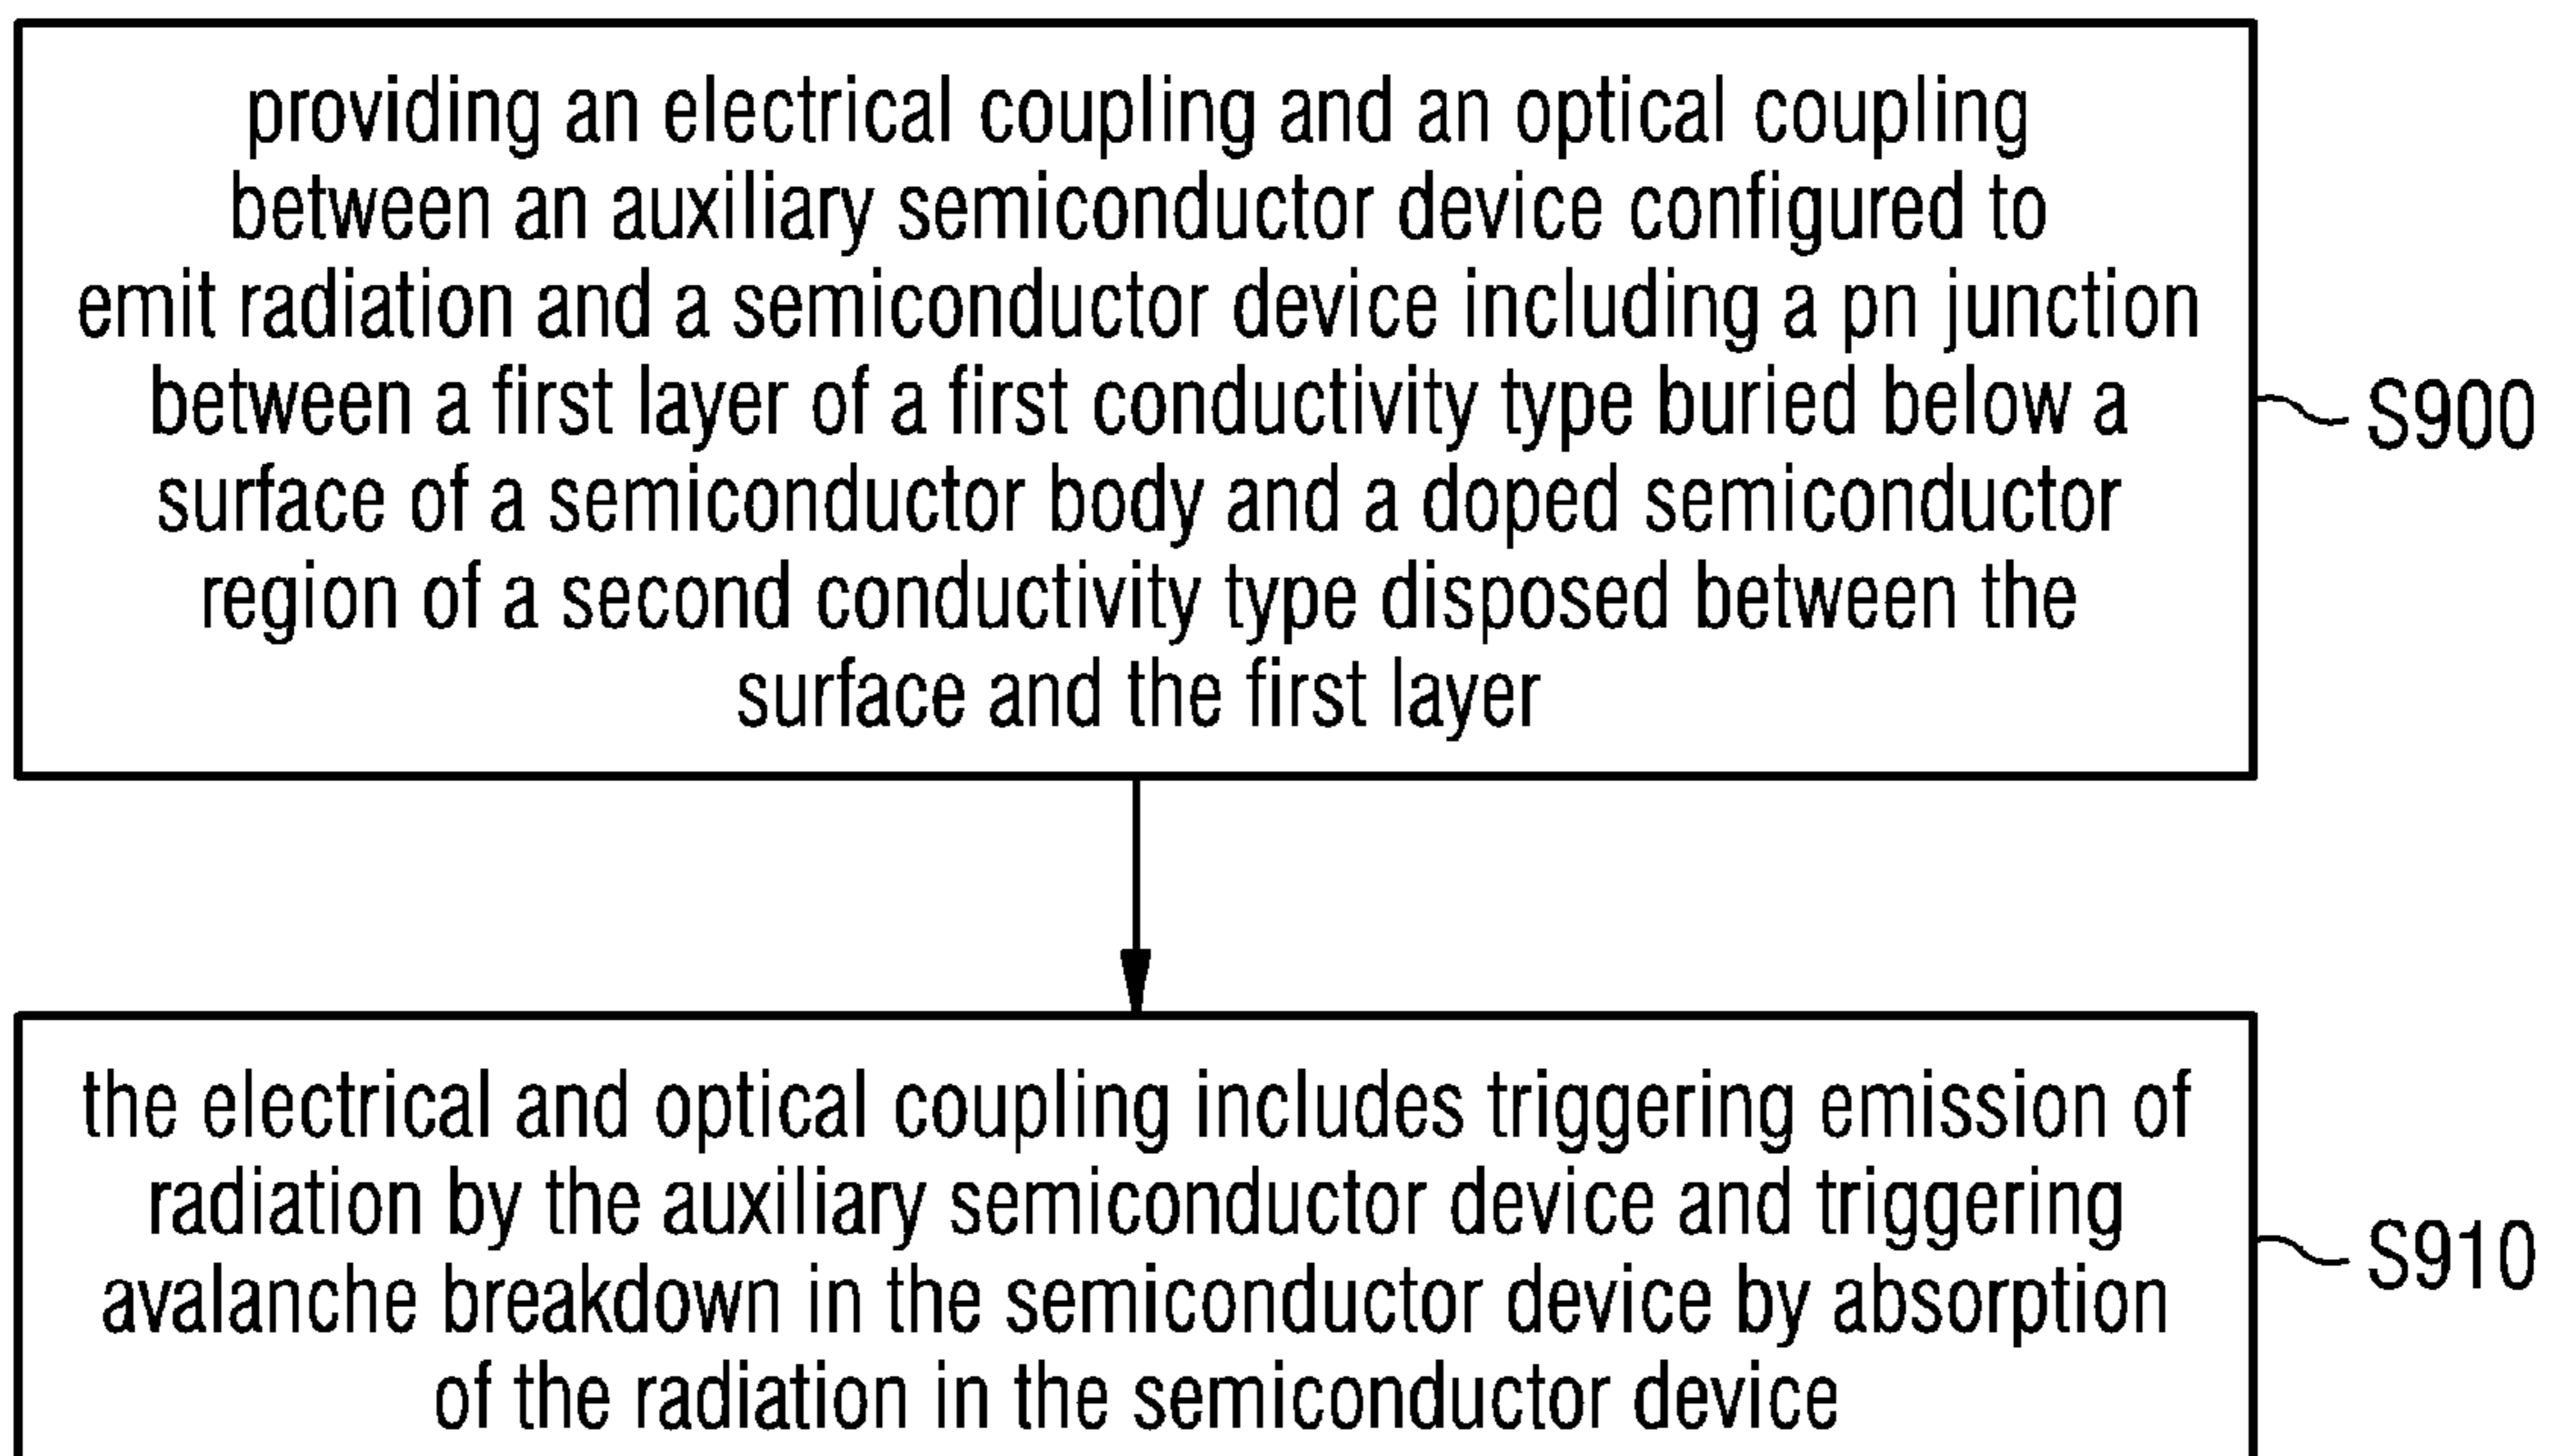 providing an electrical coupling and an optical coupling
between an auxiliary semiconductor device configured to
emit radiation and a semiconductor device including a pn junction
between a first layer of a first conductivity type buried below a
surface of a semiconductor body and a doped semiconductor
region of a second conductivity type disposed between the
surface and the first layer
S900
the electrical and optical coupling includes triggering emission of
radiation by the auxiliary semiconductor device and triggering
avalanche breakdown in the semiconductor device by absorption
of the radiation in the semiconductor device
S910